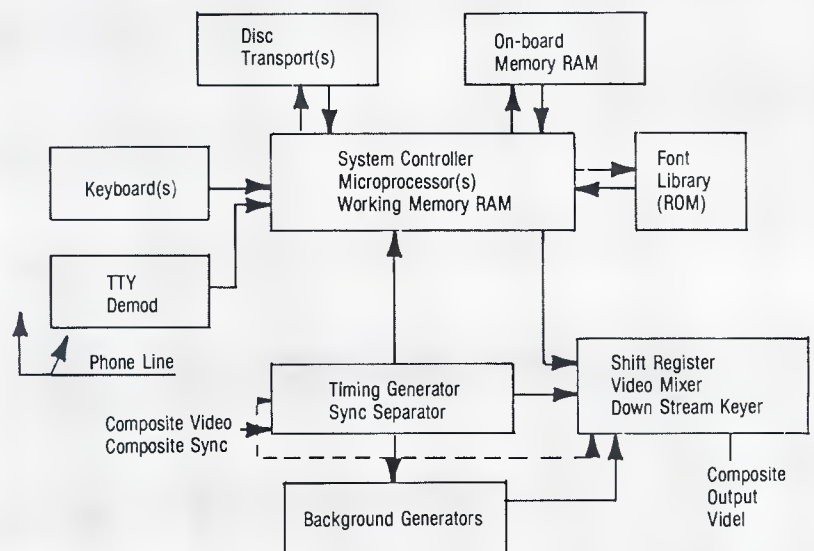 Disc
Transport(s)
On-board
Memory RAM
System Controller
Microprocessor(s)
Working Memory RAM
Font
Library
(ROM)
Keyboard(s)
TTY
Demod
Phone Line
Timing Generator
Sync Separator
Shift Register
Video Mixer
Down Stream Keyer
Composite Video
Composite Sync
Composite
Output
Videl
Background Generators